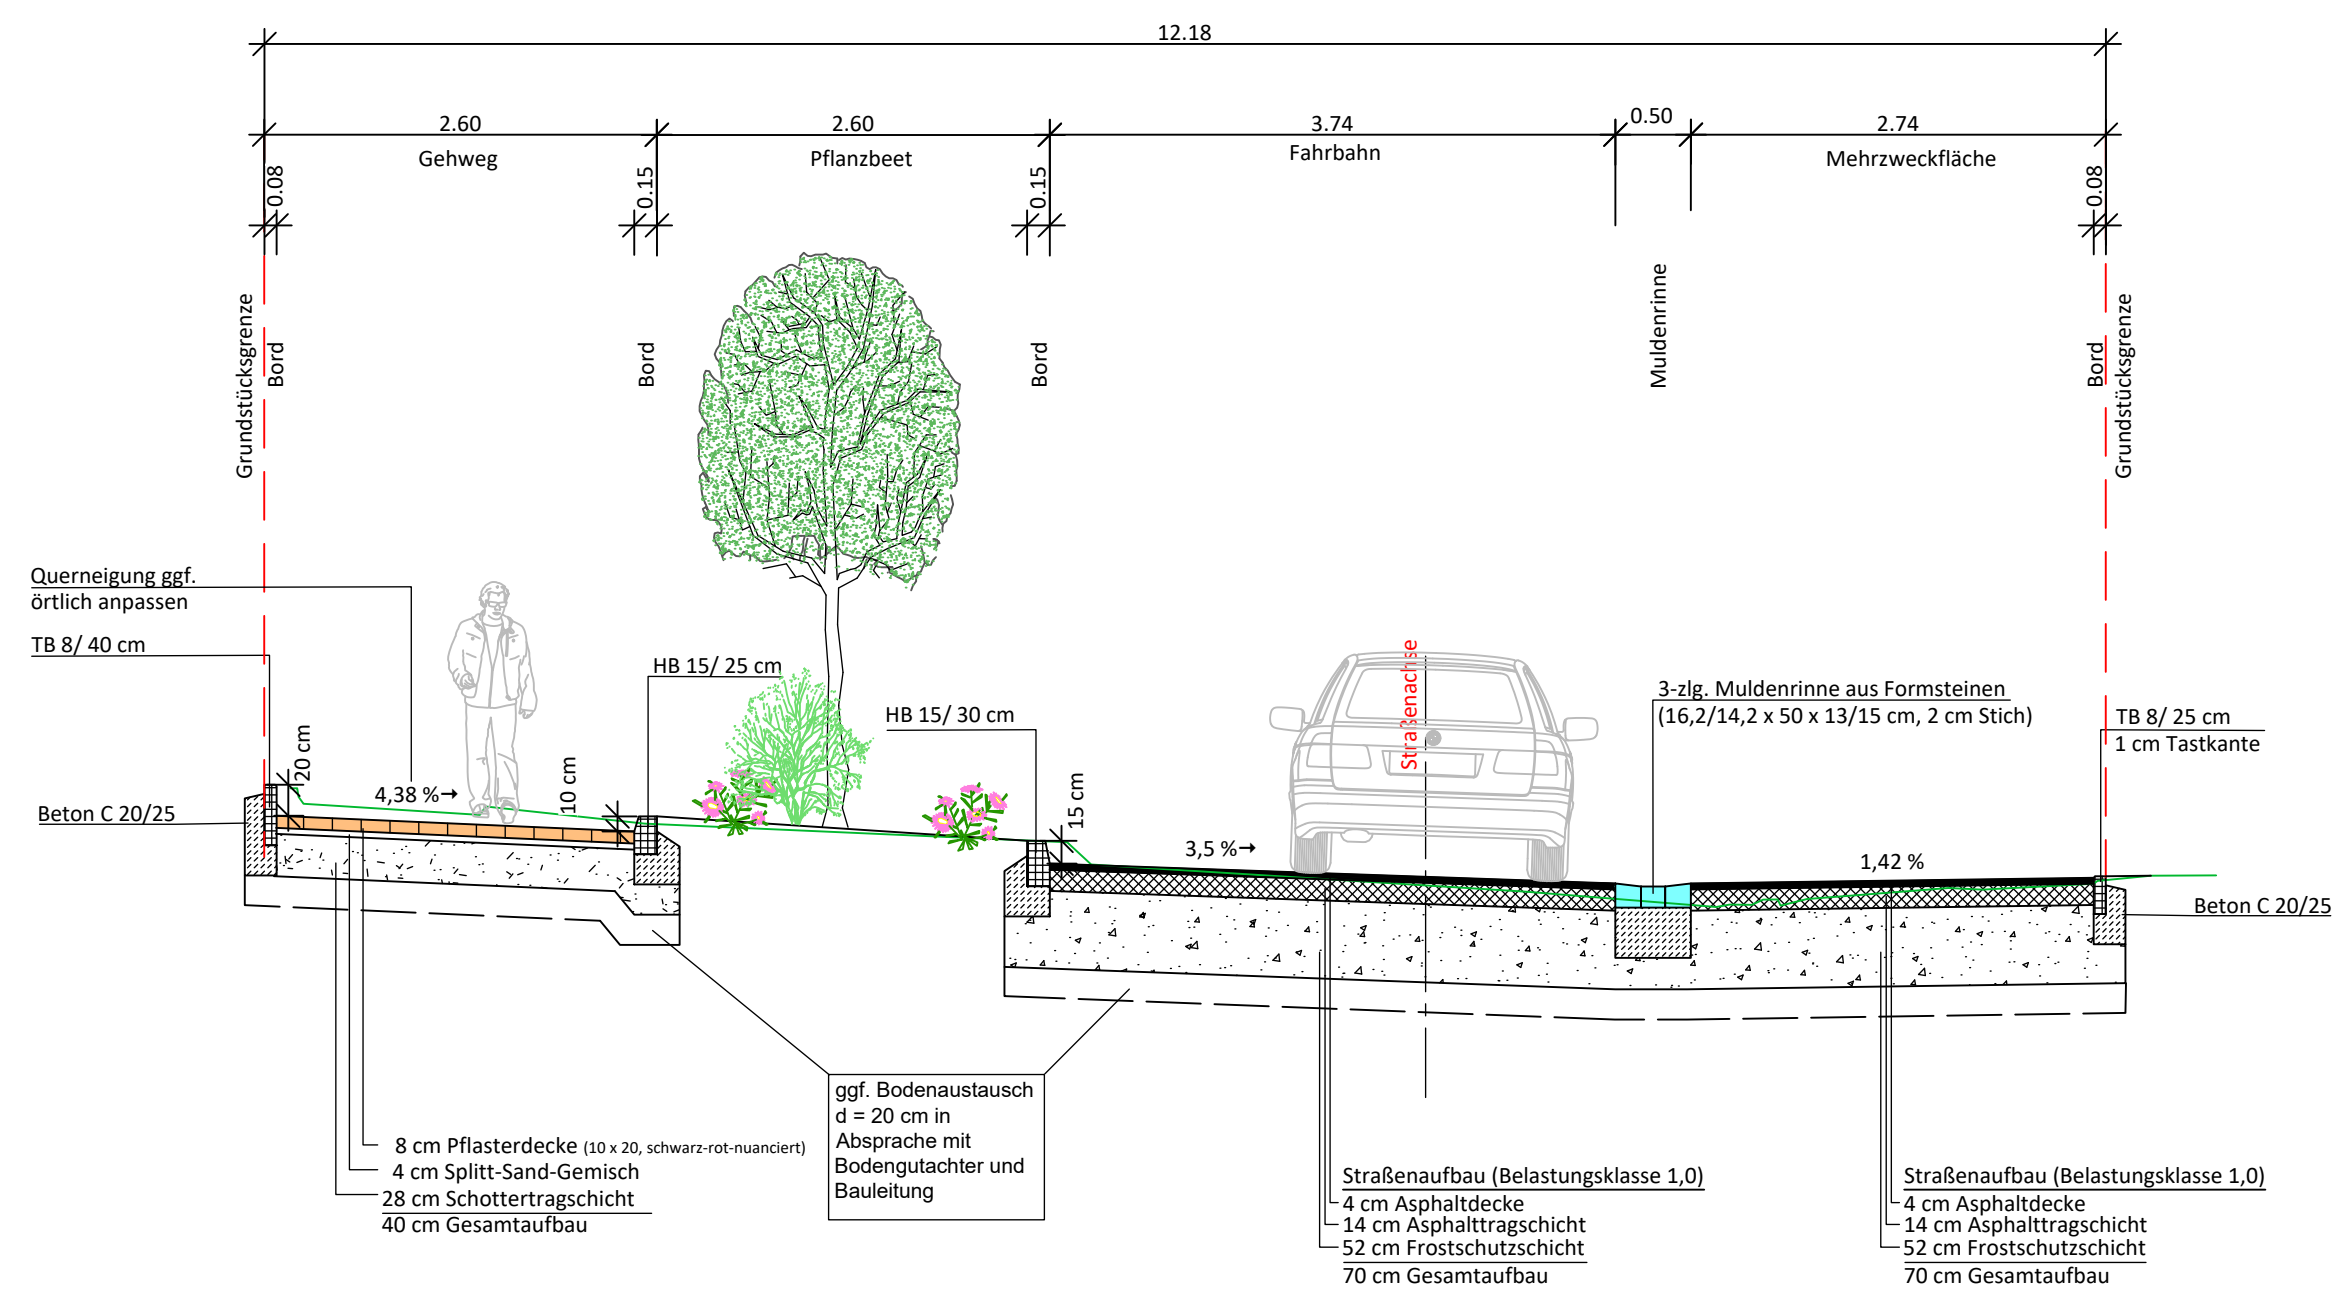 12.18
2.60
2.60
3.74
0.50
2.74
Gehweg
Pflanzbeet
Fahrbahn
Mehrzweckfläche
0.08
0.15
0.15
0.08
Grundstücksgrenze
Bord
Bord
Bord
Muldenrinne
Bord
Grundstücksgrenze
Querneigung ggf.
örtlich anpassen
TB 8/ 40 cm
Beton C 20/25
20 cm
4,38 %→
10 cm
HB 15/ 25 cm
HB 15/ 30 cm
15 cm
3,5 %→
Straßenachse
3-zlg. Muldenrinne aus Formsteinen
(16,2/14,2 x 50 x 13/15 cm, 2 cm Stich)
TB 8/ 25 cm
1 cm Tastkante
1,42 %
Beton C 20/25
8 cm Pflasterdecke (10 x 20, schwarz-rot-nuanciert)
4 cm Splitt-Sand-Gemisch
28 cm Schottertragschicht
40 cm Gesamtaufbau
ggf. Bodenaustausch
d = 20 cm in
Absprache mit
Bodengutachter und
Bauleitung
Straßenaufbau (Belastungsklasse 1,0)
4 cm Asphaltdecke
14 cm Asphalttragschicht
52 cm Frostschutzschicht
70 cm Gesamtaufbau
Straßenaufbau (Belastungsklasse 1,0)
4 cm Asphaltdecke
14 cm Asphalttragschicht
52 cm Frostschutzschicht
70 cm Gesamtaufbau